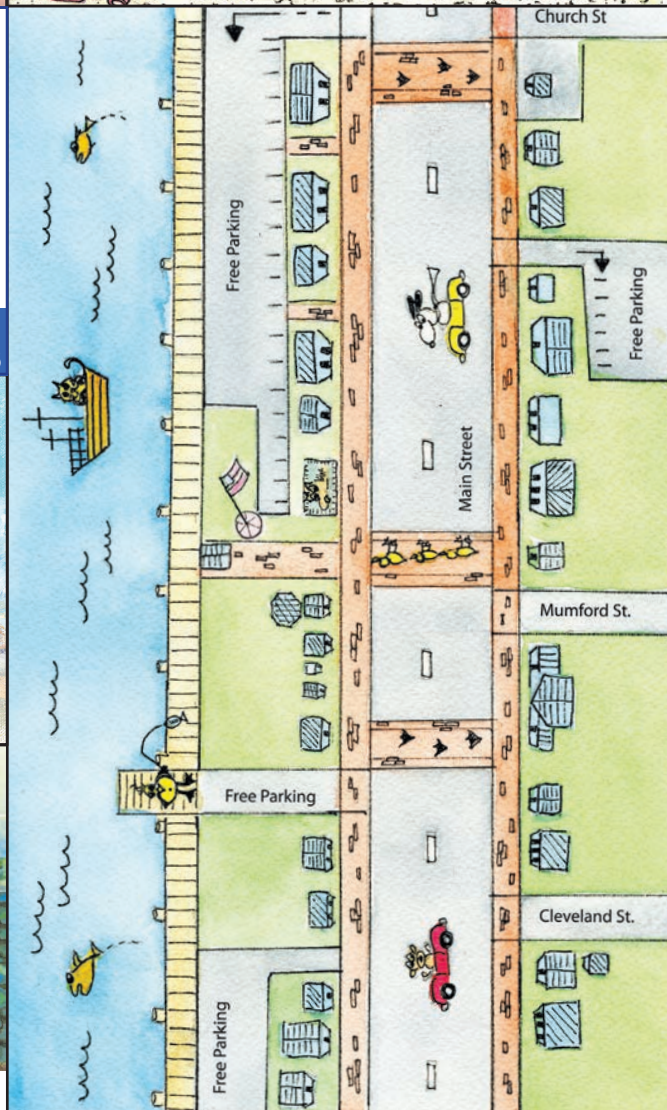 Church St
Free Parking
Free Parking
Main Street
Mumford St.
Free Parking
Cleveland St.
Free Parking